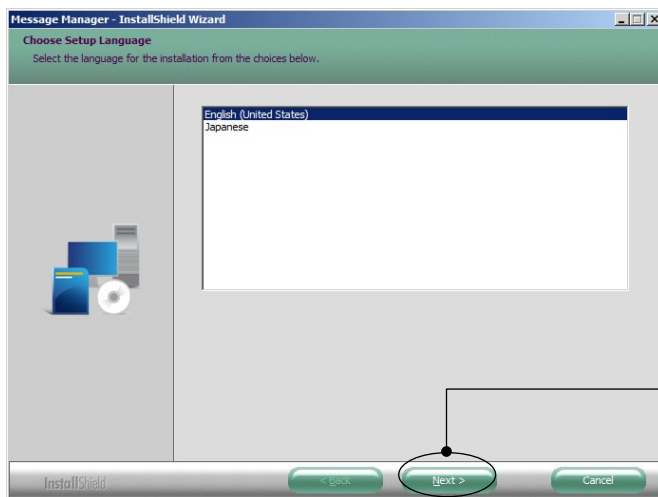 Message Manager - InstallShield Wizard
Choose Setup Language
Select the language for the installation from the choices below.
English (United States)
Japanese
InstallShield
< Back
Next >
Cancel